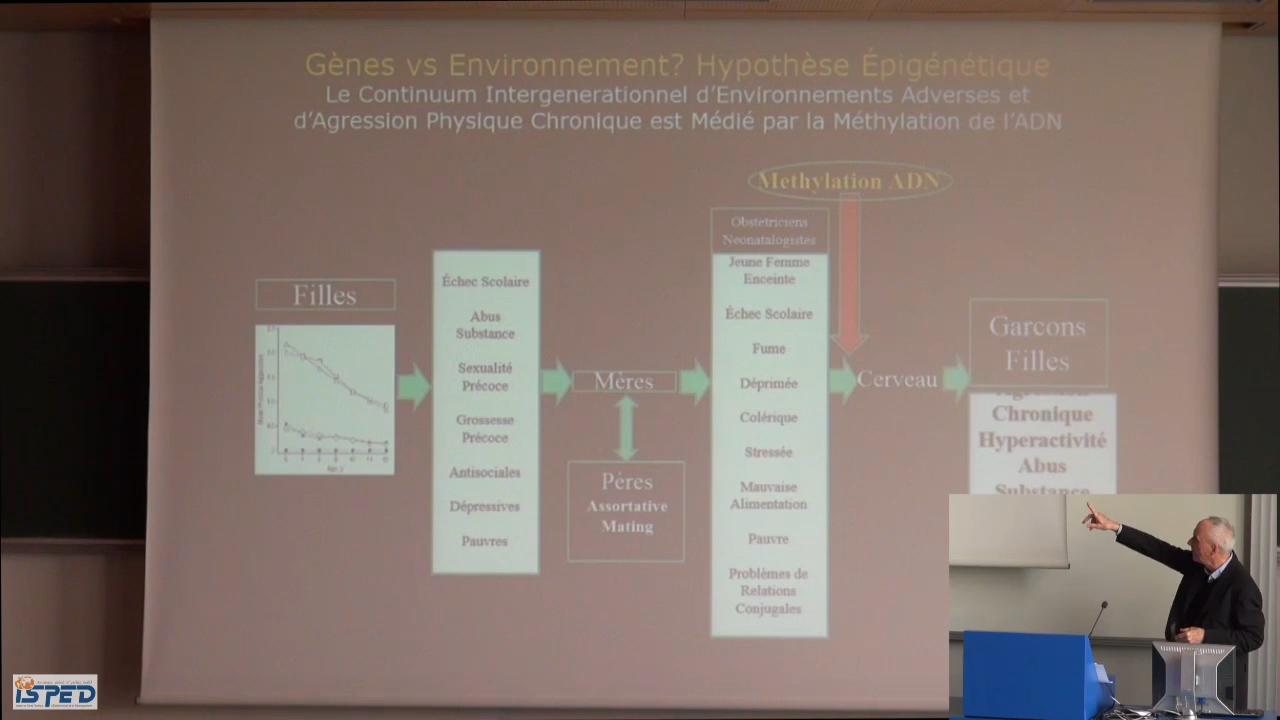 Gènes vs Environnement? Hypothèse Épigénétique
Le Continuum Intergenerationnel d'Environnements Adverses et
d'Agression Physique Chronique est Médié par la Méthylation de l'ADN
Methylation ADN
Filles
Échec Scolaire
Abus
Substance
Sexualité
Précoce
Grossesse
Précoce
Antisociales
Dépressives
Pauvres
Mères
Pères
Assortative
Mating
Obstetriciens
Neonatalogistes
Jeune Femme
Enceinte
Échec Scolaire
Fume
Déprimée
Colérique
Stressée
Mauvaise
Alimentation
Pauvre
Problèmes de
Relations
Conjugales
Cerveau
Garcons
Filles
Chronique
Hyperactivité
Abus
Substance
ISPED